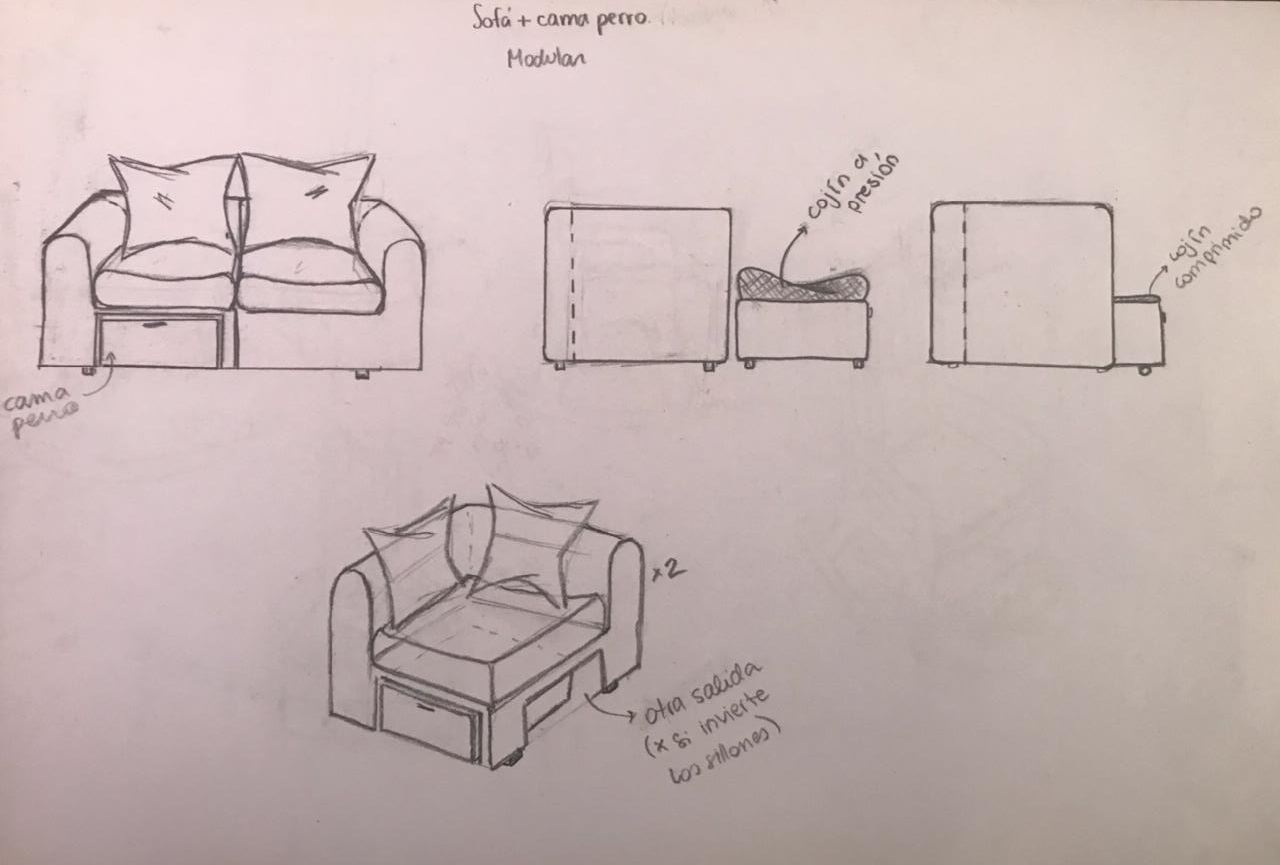 Sofá + cama perro.
Modular
cojín a
presión
cojín
comprimido
cama
perro
x2
otra salida
(x si invierte
los sillones)